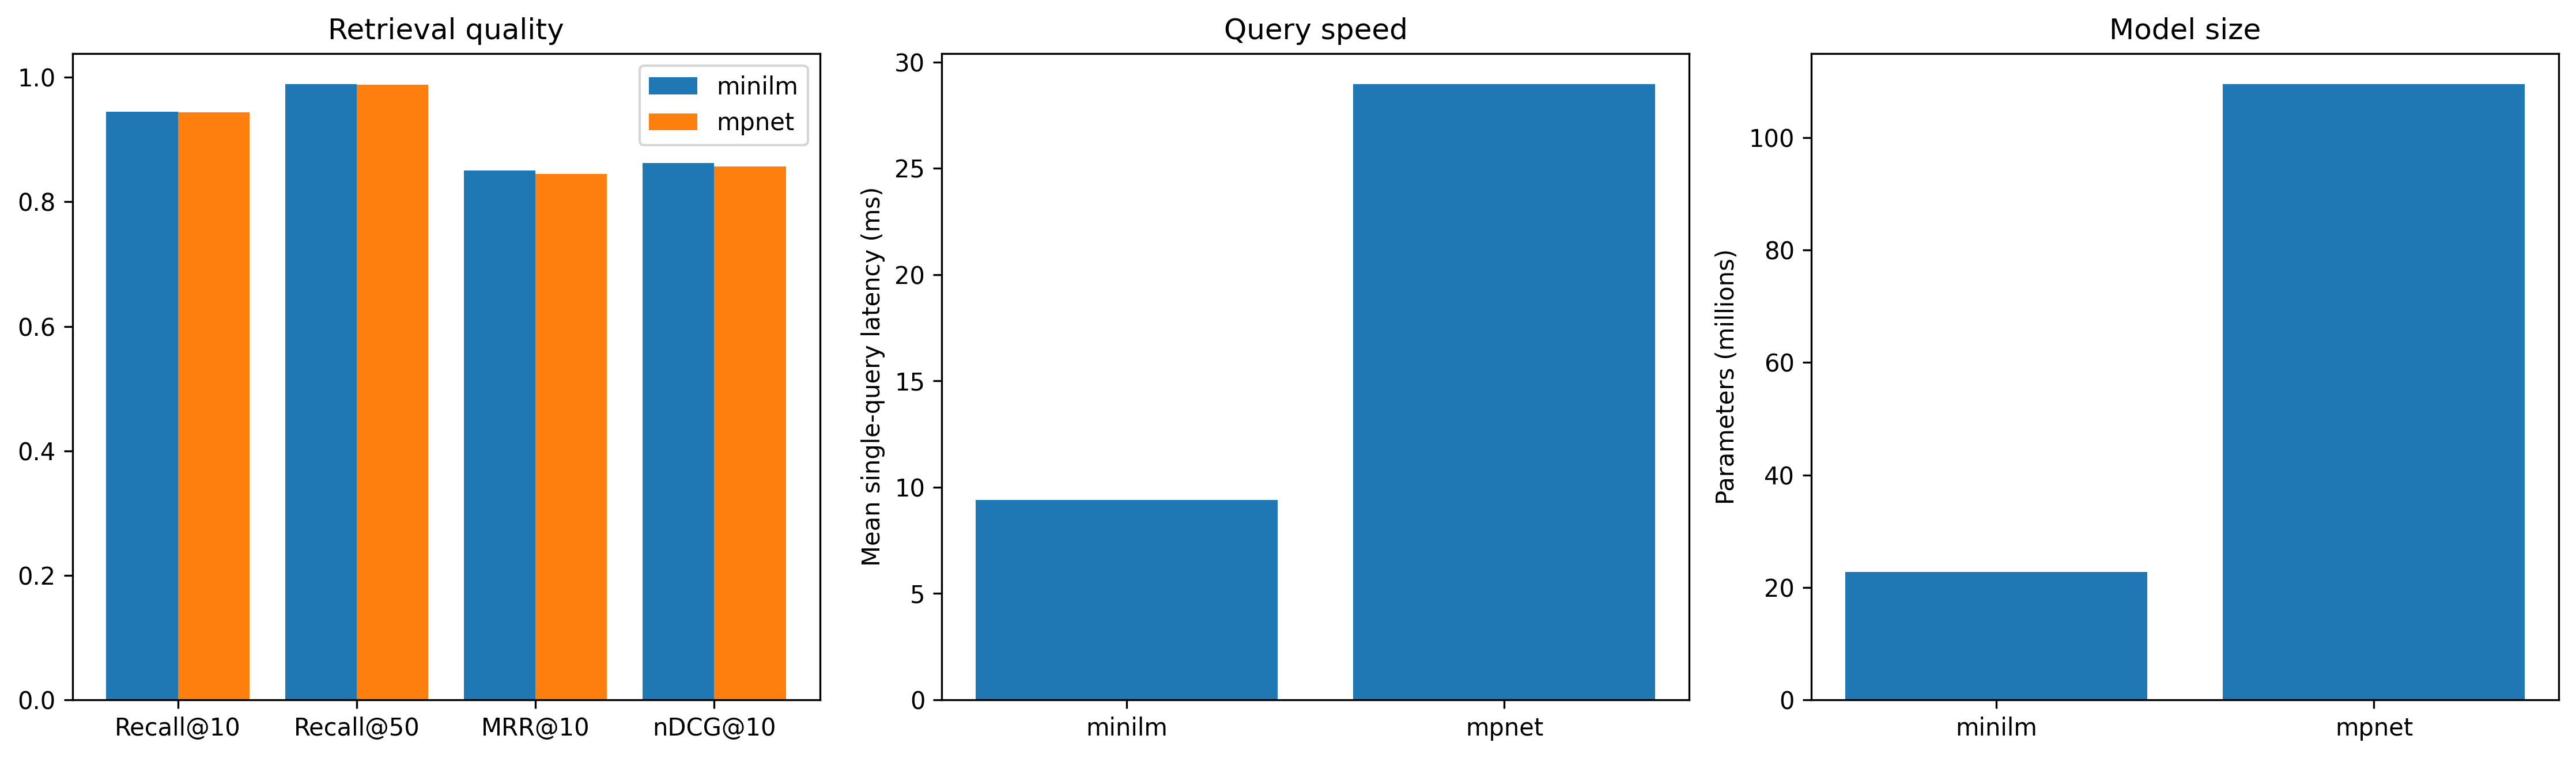 Retrieval quality
1.0
0.8
0.6
0.4
0.2
0.0
Recall@10 Recall@50 MRR@10 nDCG@10
minilm
mpnet
Query speed
Mean single-query latency (ms)
30
25
20
15
10
5
0
minilm mpnet
Model size
Parameters (millions)
100
80
60
40
20
0
minilm mpnet